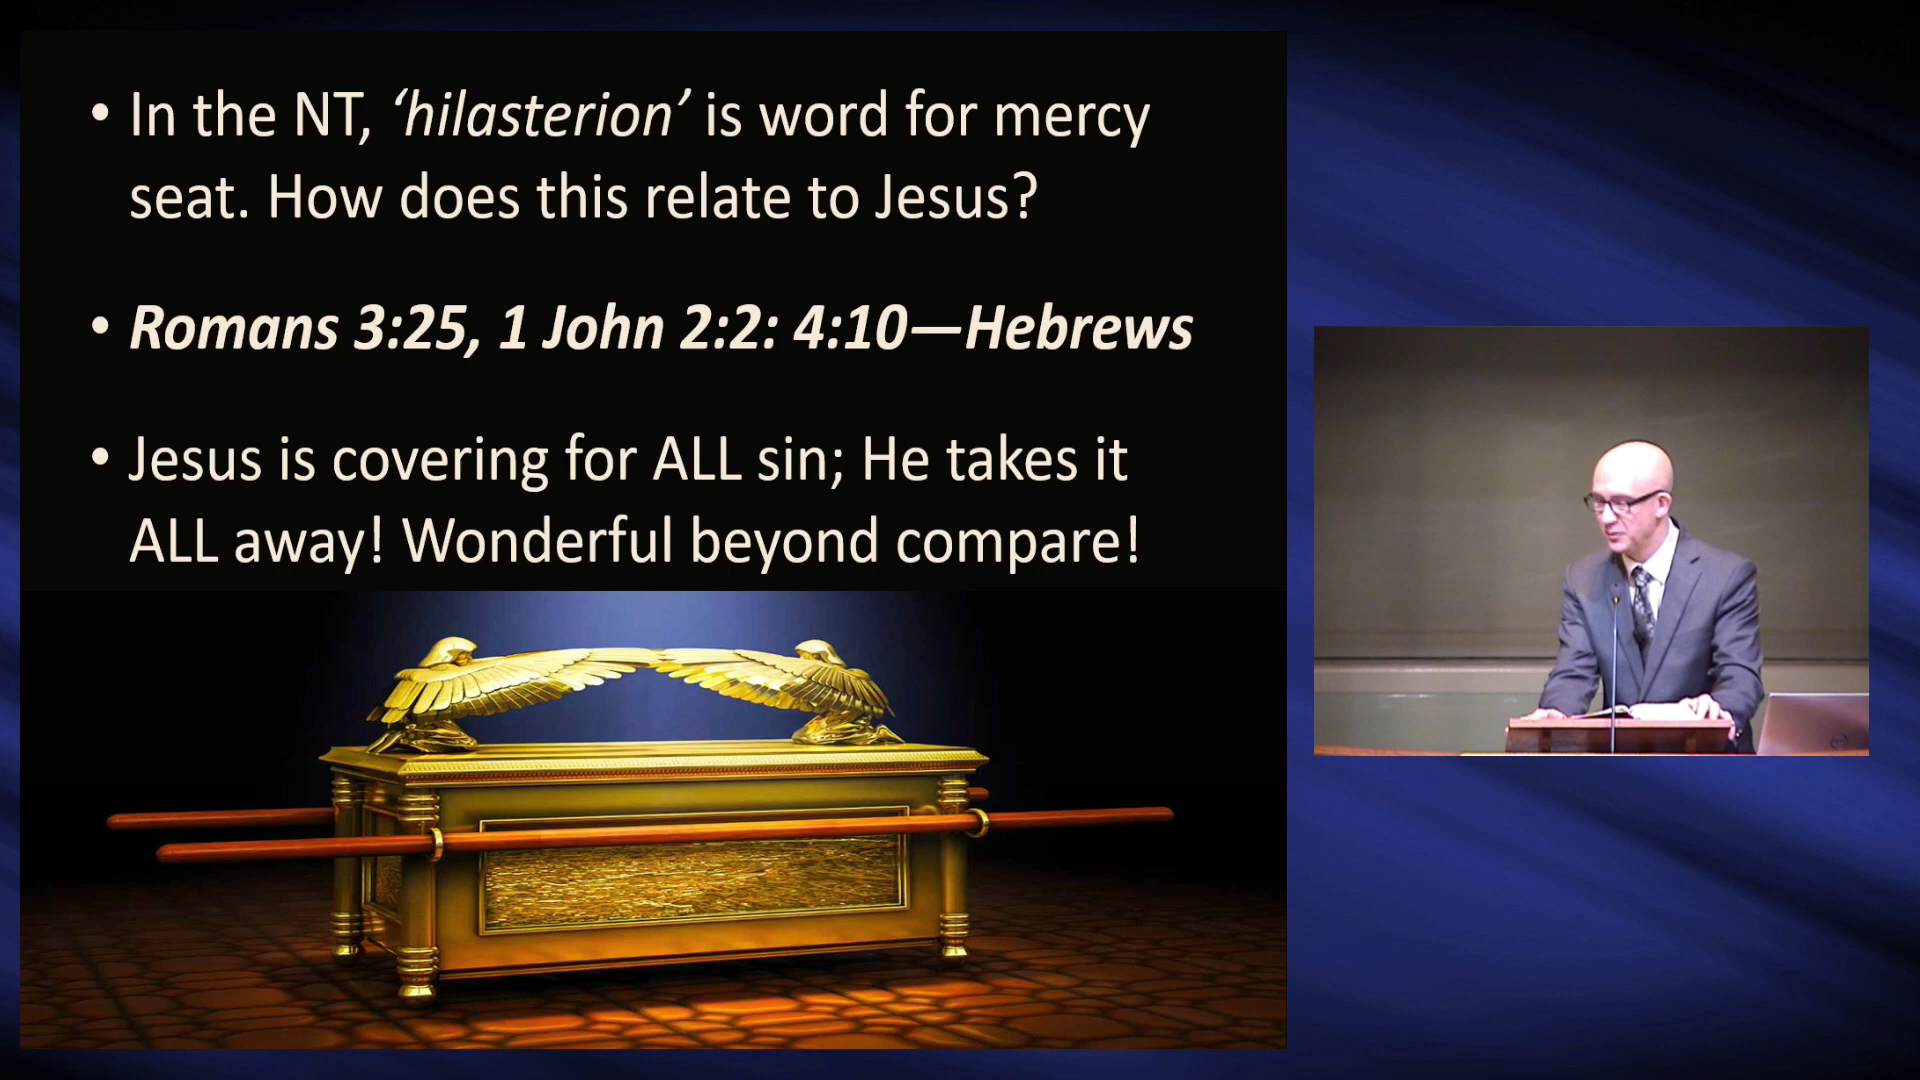 • In the NT, ‘hilasterion’ is word for mercy
seat. How does this relate to Jesus?
• Romans 3:25, 1 John 2:2: 4:10—Hebrews
• Jesus is covering for ALL sin; He takes it
ALL away! Wonderful beyond compare!